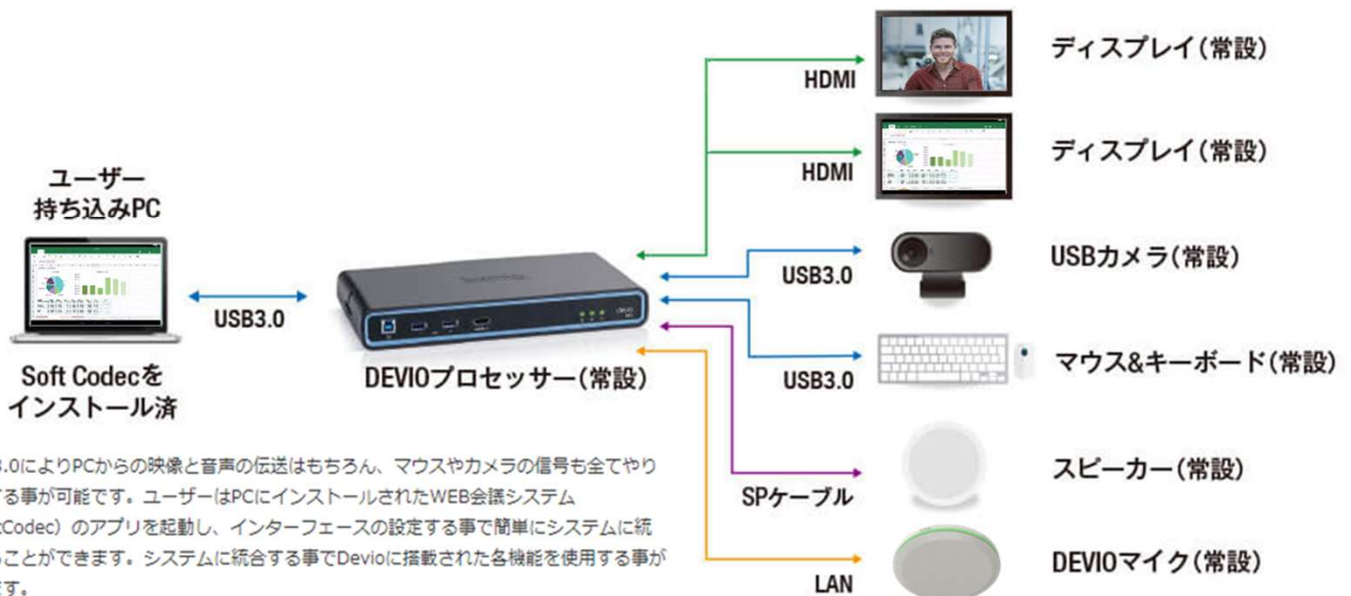 ユーザー
持ち込みPC
USB3.0
Soft Codecを
インストール済
DEVIOプロセッサー(常設)
HDMI
ディスプレイ(常設)
HDMI
ディスプレイ(常設)
USB3.0
USBカメラ(常設)
USB3.0
マウス&キーボード(常設)
SPケーブル
スピーカー(常設)
LAN
DEVIOマイク(常設)
3.0によりPCからの映像と音声の伝送はもちろん、マウスやカメラの信号も全てやり
する事が可能です。ユーザーはPCにインストールされたWEB会議システム
Codec）のアプリを起動し、インターフェースの設定する事で簡単にシステムに統
ことができます。システムに統合する事でDevioに搭載された各機能を使用する事が
ます。
devio